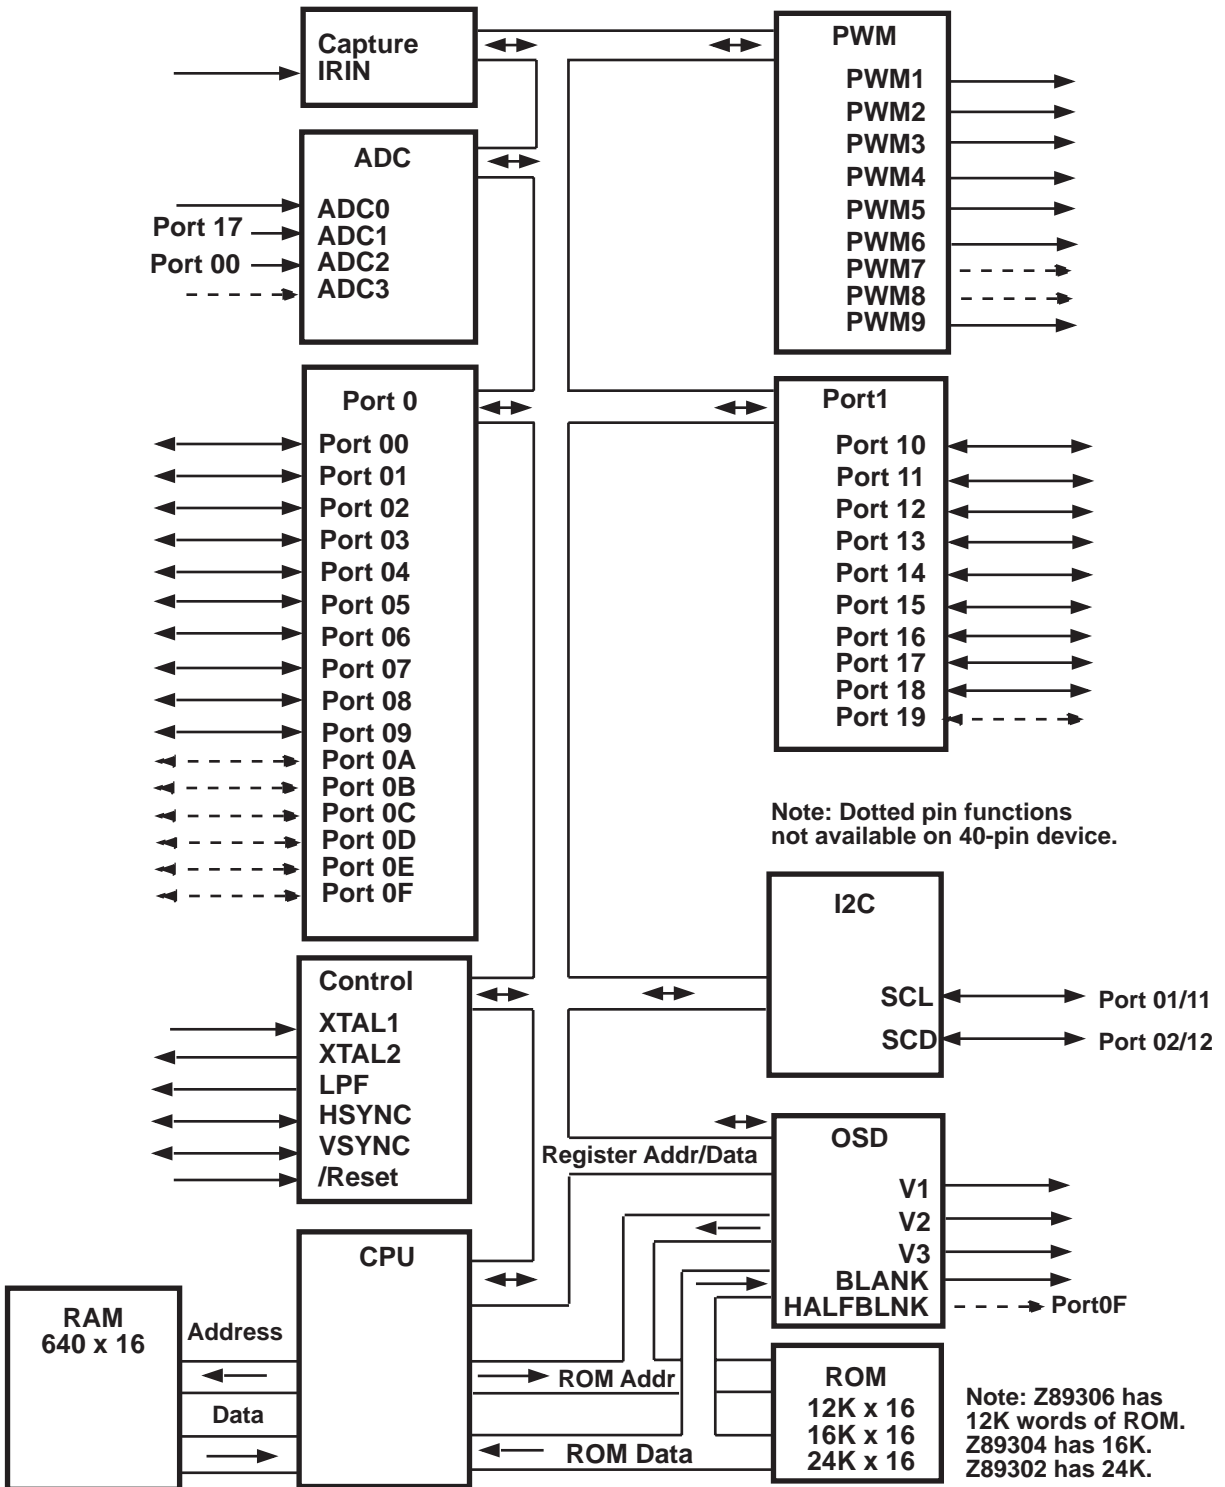 Capture
IRIN
ADC
ADC0
Port 17
ADC1
Port 00
ADC2
ADC3
Port 0
Port 00
Port 01
Port 02
Port 03
Port 04
Port 05
Port 06
Port 07
Port 08
Port 09
Port 0A
Port 0B
Port 0C
Port 0D
Port 0E
Port 0F
Control
XTAL1
XTAL2
LPF
HSYNC
VSYNC
/Reset
CPU
RAM
640 x 16
Address
Data
PWM
PWM1
PWM2
PWM3
PWM4
PWM5
PWM6
PWM7
PWM8
PWM9
Port1
Port 10
Port 11
Port 12
Port 13
Port 14
Port 15
Port 16
Port 17
Port 18
Port 19
Note: Dotted pin functions
not available on 40-pin device.
I2C
SCL
Port 01/11
SCD
Port 02/12
Register Addr/Data
OSD
V1
V2
V3
BLANK
HALFBLNK
Port0F
ROM Addr
ROM Data
ROM
12K x 16
16K x 16
24K x 16
Note: Z89306 has
12K words of ROM.
Z89304 has 16K.
Z89302 has 24K.